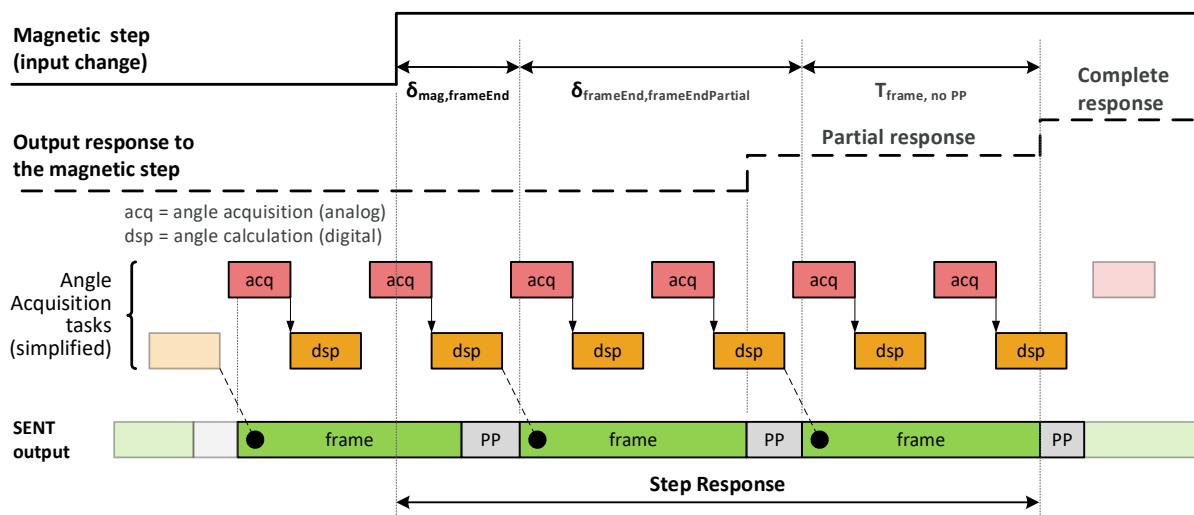 Magnetic step
(input change)
δmag,frameEnd
δframeEnd,frameEndPartial
Tframe, no PP
Complete
response
Output response to
the magnetic step
Partial response
acq = angle acquisition (analog)
dsp = angle calculation (digital)
Angle
Acquisition
tasks
(simplified)
acq
acq
acq
acq
acq
acq
dsp
dsp
dsp
dsp
dsp
dsp
SENT
output
frame
PP
frame
PP
frame
PP
Step Response